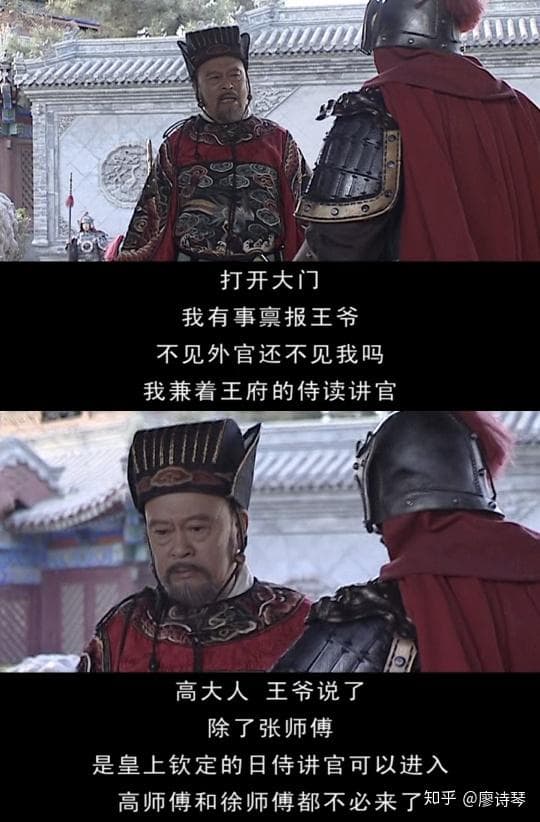 打开大门
我有事禀报王爷
不见外官还不见我吗
我兼着王府的侍读讲官
高大人 王爷说了
除了张师傅
是皇上钦定的日侍讲官可以进入
高师傅和徐师傅都不必来了
知乎 @廖诗琴